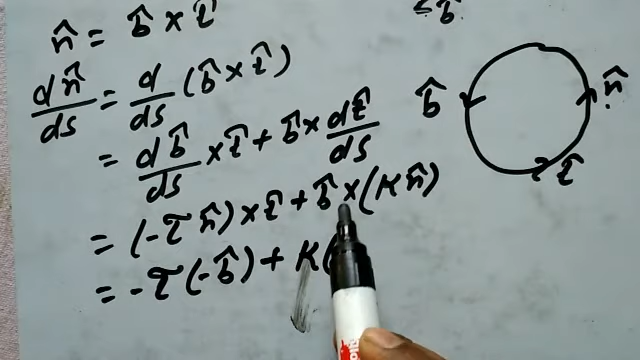 n̂ = b̂ × t̂
dn̂/ds = d/ds (b̂ × t̂)
= db̂/ds × t̂ + b̂ × dt̂/ds
= (-τ n̂) × t̂ + b̂ × (K n̂)
= -τ(-b̂) + K(
b̂
b̂
n̂
t̂